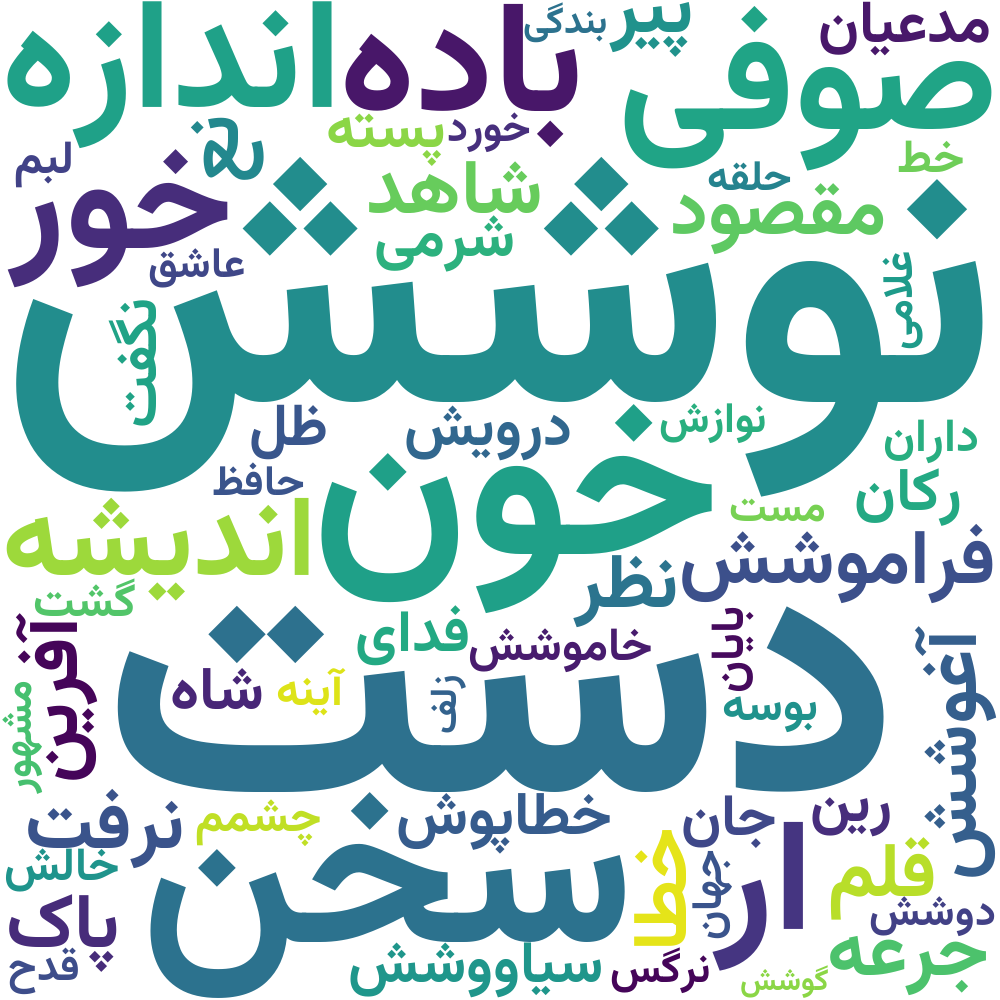 مدعیان
پیر
بندگی
باده
اندازه
صوفی
خط
خورد
پسته
نخ
لبم
حلقه
شاهد
مقصود
خور
شرمی
عاشق
غلامی
نوشش
نگفت
نوازش
درویش
ظل
داران
حافظ
رکان
خون
مست
اندیشه
فراموشش
نظر
گشت
فدای
خاموشش
بایان
آفرین
آغوشش
دست
شاه
آینه
زلف
بوسه
مشهور
رین
خطاپوش
جان
چشمم
نرفت
ار
سخن
خطا
جهان
قلم
خالش
دوشش
پاک
جرعه
سیاووشش
نرگس
قدح
گوشش